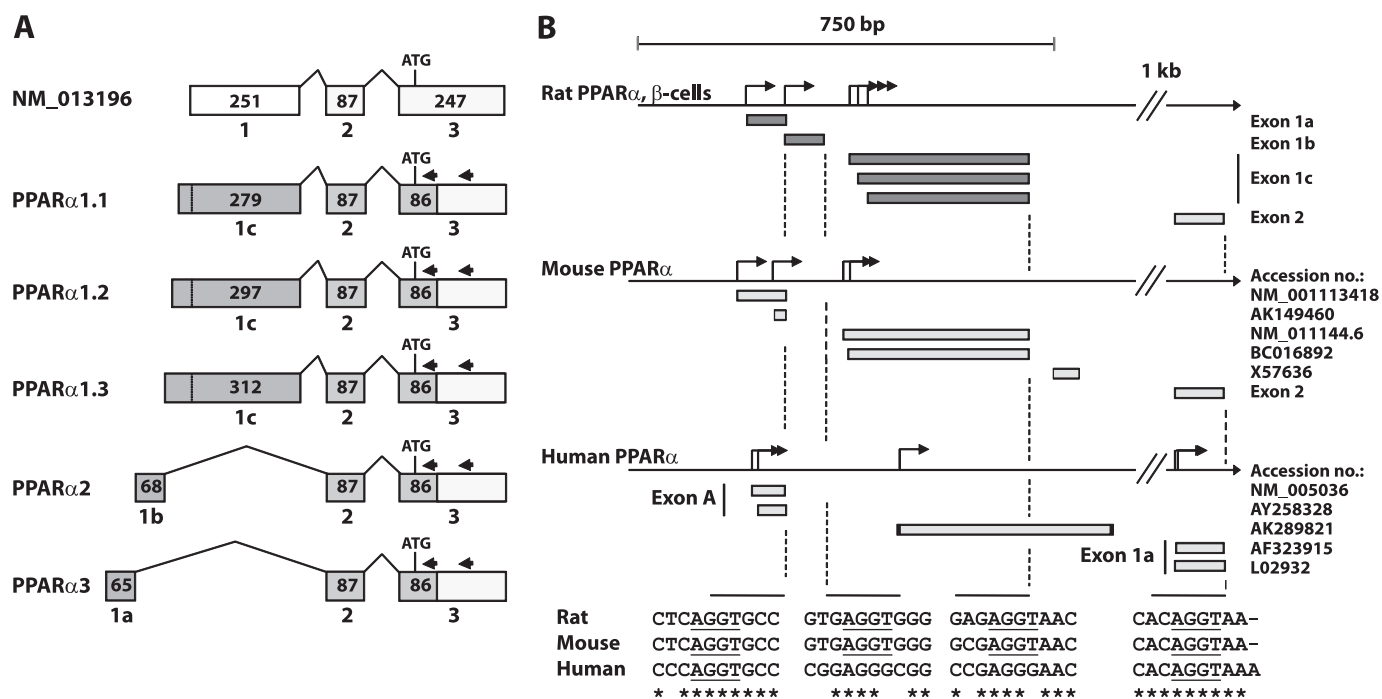 A
NM_013196
ATG
251 87 247
1 2 3
PPARα1.1
ATG
279 87 86
1c 2 3
PPARα1.2
ATG
297 87 86
1c 2 3
PPARα1.3
ATG
312 87 86
1c 2 3
PPARα2
ATG
68 87 86
1b 2 3
PPARα3
ATG
65 87 86
1a 2 3
B
750 bp
1 kb
Rat PPARα, β-cells
Exon 1a
Exon 1b
Exon 1c
Exon 2
Mouse PPARα
Accession no.:
NM_001113418
AK149460
NM_011144.6
BC016892
X57636
Exon 2
Human PPARα
Accession no.:
Exon A
NM_005036
AY258328
AK289821
Exon 1a
AF323915
L02932
Rat CTCAGGTGCC GTGAGGTGGG GAGAGGTAAC CACAGGTAA-
Mouse CTCAGGTGCC GTGAGGTGGG GCGAGGTAAC CACAGGTAA-
Human CCCAGGTGCC CGGAGGGCGG CCGAGGGAAC CACAGGTAAA
* ******** **** ** * **** *** *********